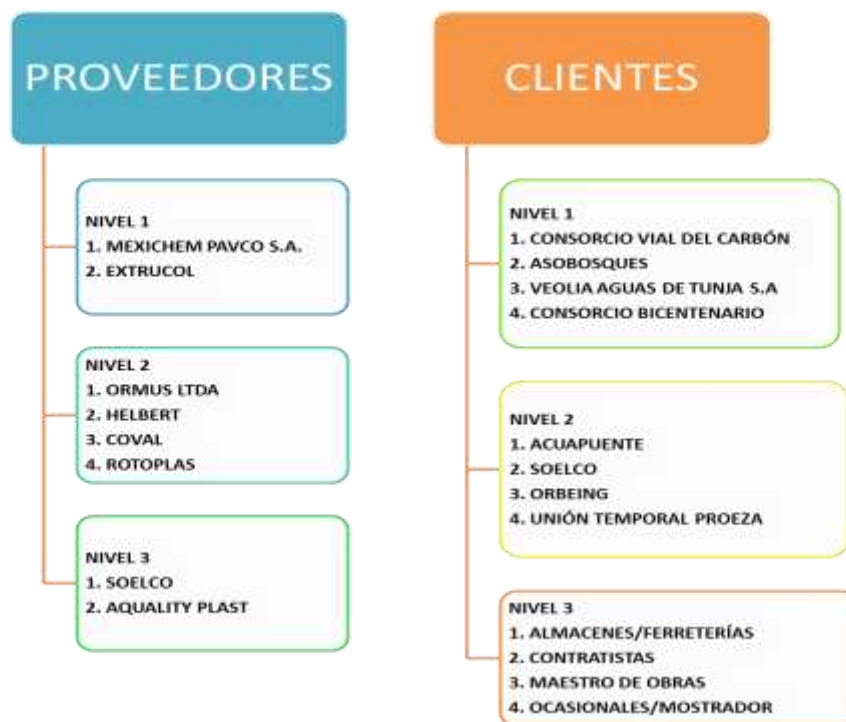 PROVEEDORES
NIVEL 1
1. MEXICHEM PAVCO S.A.
2. EXTRUCOL
NIVEL 2
1. ORMUS LTDA
2. HELBERT
3. COVAL
4. ROTOPLAS
NIVEL 3
1. SOELCO
2. AQUALITY PLAST
CLIENTES
NIVEL 1
1. CONSORCIO VIAL DEL CARBÓN
2. ASOBOSQUES
3. VEOLIA AGUAS DE TUNJA S.A
4. CONSORCIO BICENTENARIO
NIVEL 2
1. ACUAPUENTE
2. SOELCO
3. ORBEING
4. UNIÓN TEMPORAL PROEZA
NIVEL 3
1. ALMACENES/FERRETERÍAS
2. CONTRATISTAS
3. MAESTRO DE OBRAS
4. OCASIONALES/MOSTRADOR